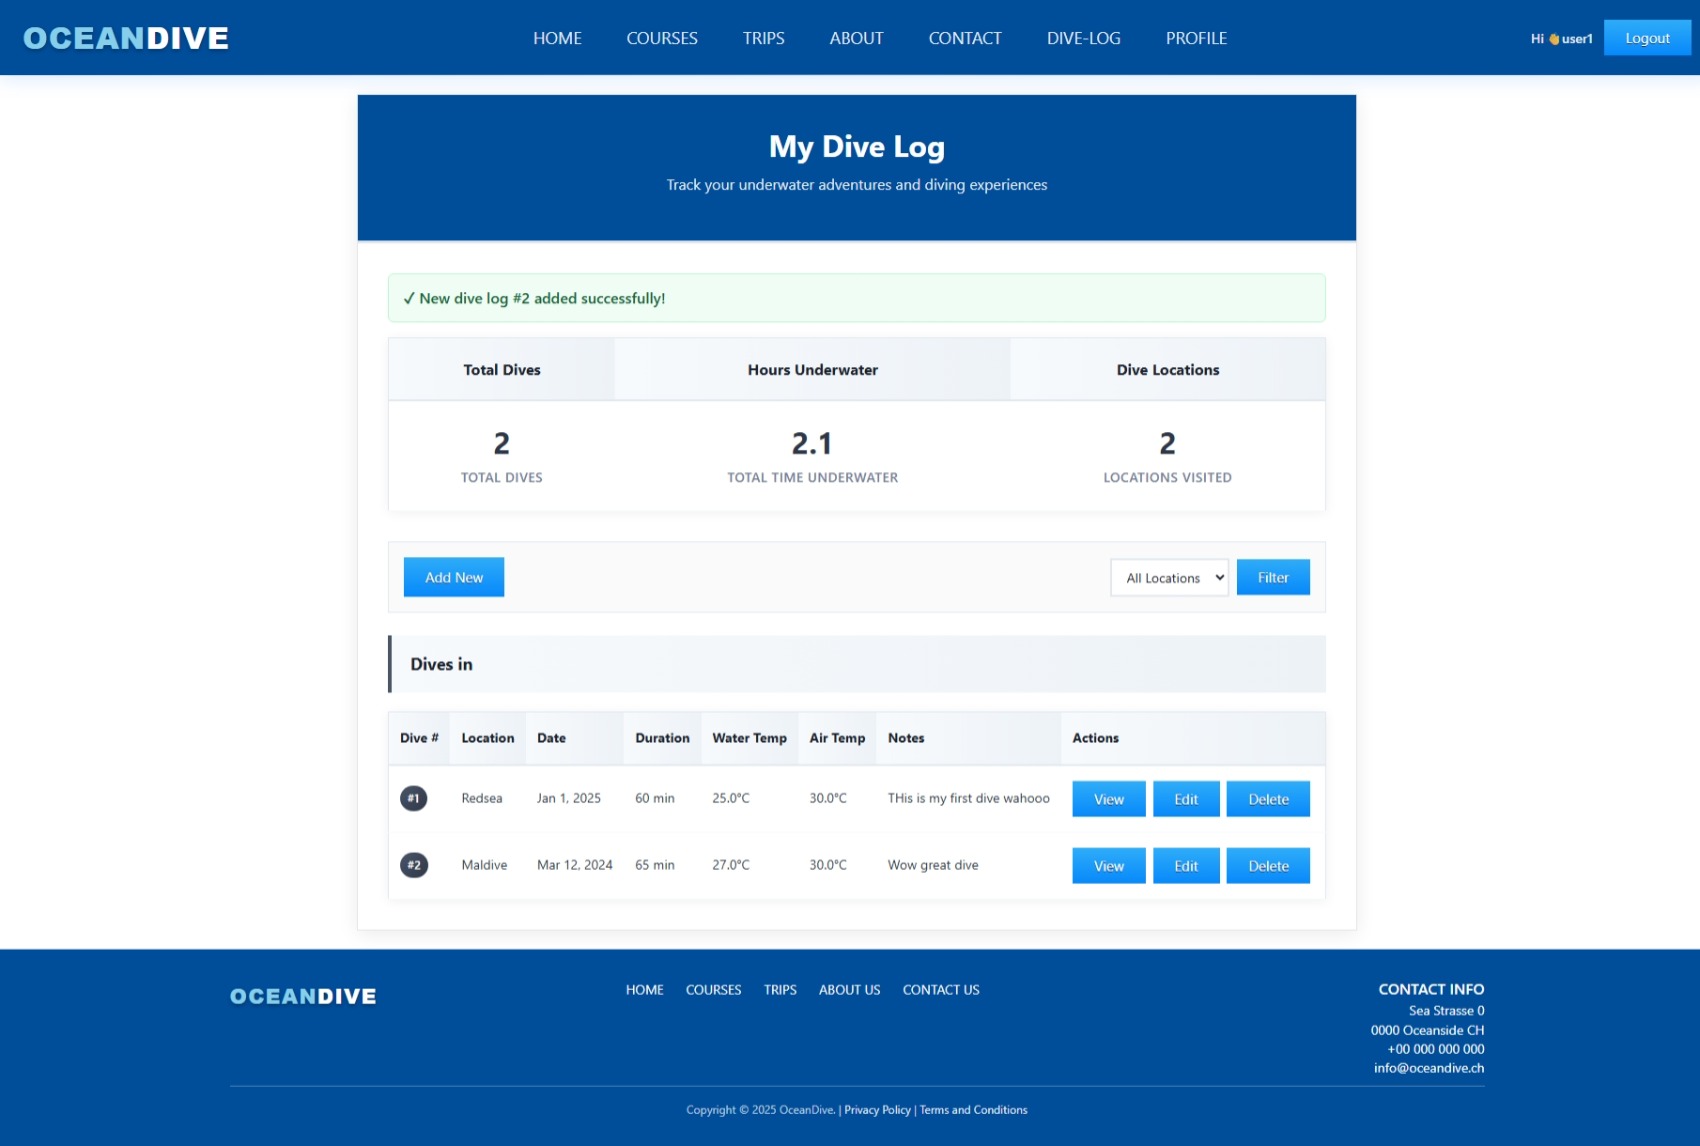 OCEANDIVE
HOME COURSES TRIPS ABOUT CONTACT DIVE-LOG PROFILE
Hi 👋user1 Logout
My Dive Log
Track your underwater adventures and diving experiences
✓ New dive log #2 added successfully!
Total Dives Hours Underwater Dive Locations
2 2.1 2
TOTAL DIVES TOTAL TIME UNDERWATER LOCATIONS VISITED
Add New All Locations Filter
Dives in
Dive # Location Date Duration Water Temp Air Temp Notes Actions
#1 Redsea Jan 1, 2025 60 min 25.0°C 30.0°C THis is my first dive wahooo View Edit Delete
#2 Maldive Mar 12, 2024 65 min 27.0°C 30.0°C Wow great dive View Edit Delete
OCEANDIVE
HOME COURSES TRIPS ABOUT US CONTACT US
CONTACT INFO
Sea Strasse 0
0000 Oceanside CH
+00 000 000 000
info@oceandive.ch
Copyright © 2025 OceanDive. | Privacy Policy | Terms and Conditions